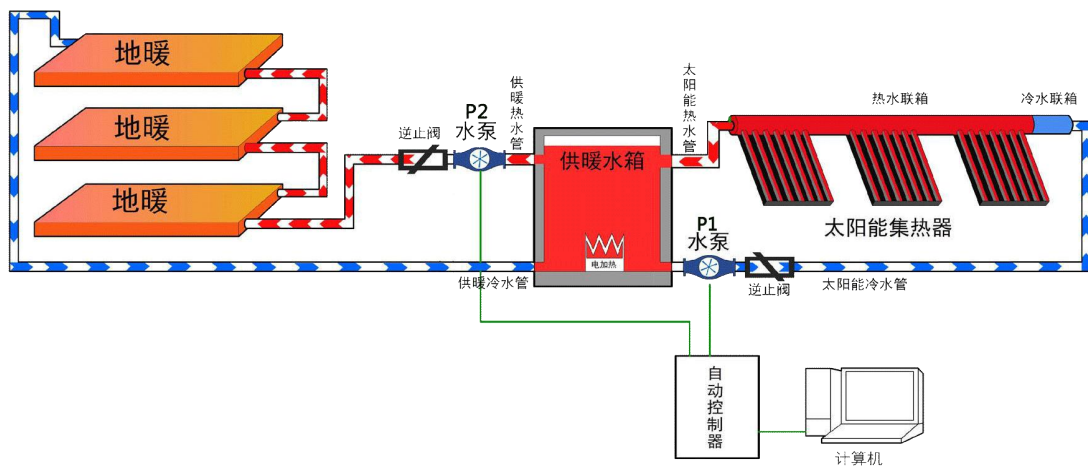 地暖
地暖
地暖
逆止阀
P2
水泵
供暖热水管
供暖水箱
电加热
供暖冷水管
太阳能热水管
热水联箱
冷水联箱
太阳能集热器
P1
水泵
逆止阀
太阳能冷水管
自动控制器
计算机